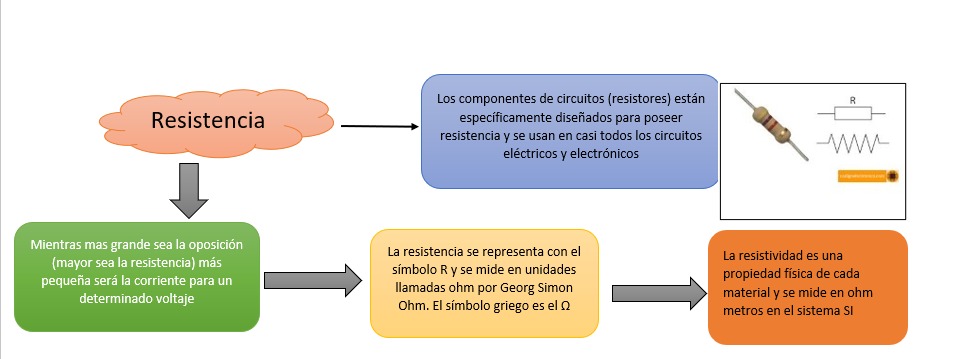 Resistencia
Los componentes de circuitos (resistores) están
específicamente diseñados para poseer
resistencia y se usan en casi todos los circuitos
eléctricos y electrónicos
R
Mientras mas grande sea la oposición
(mayor sea la resistencia) más
pequeña será la corriente para un
determinado voltaje
La resistencia se representa con el
símbolo R y se mide en unidades
llamadas ohm por Georg Simon
Ohm. El símbolo griego es el Ω
La resistividad es una
propiedad física de cada
material y se mide en ohm
metros en el sistema SI